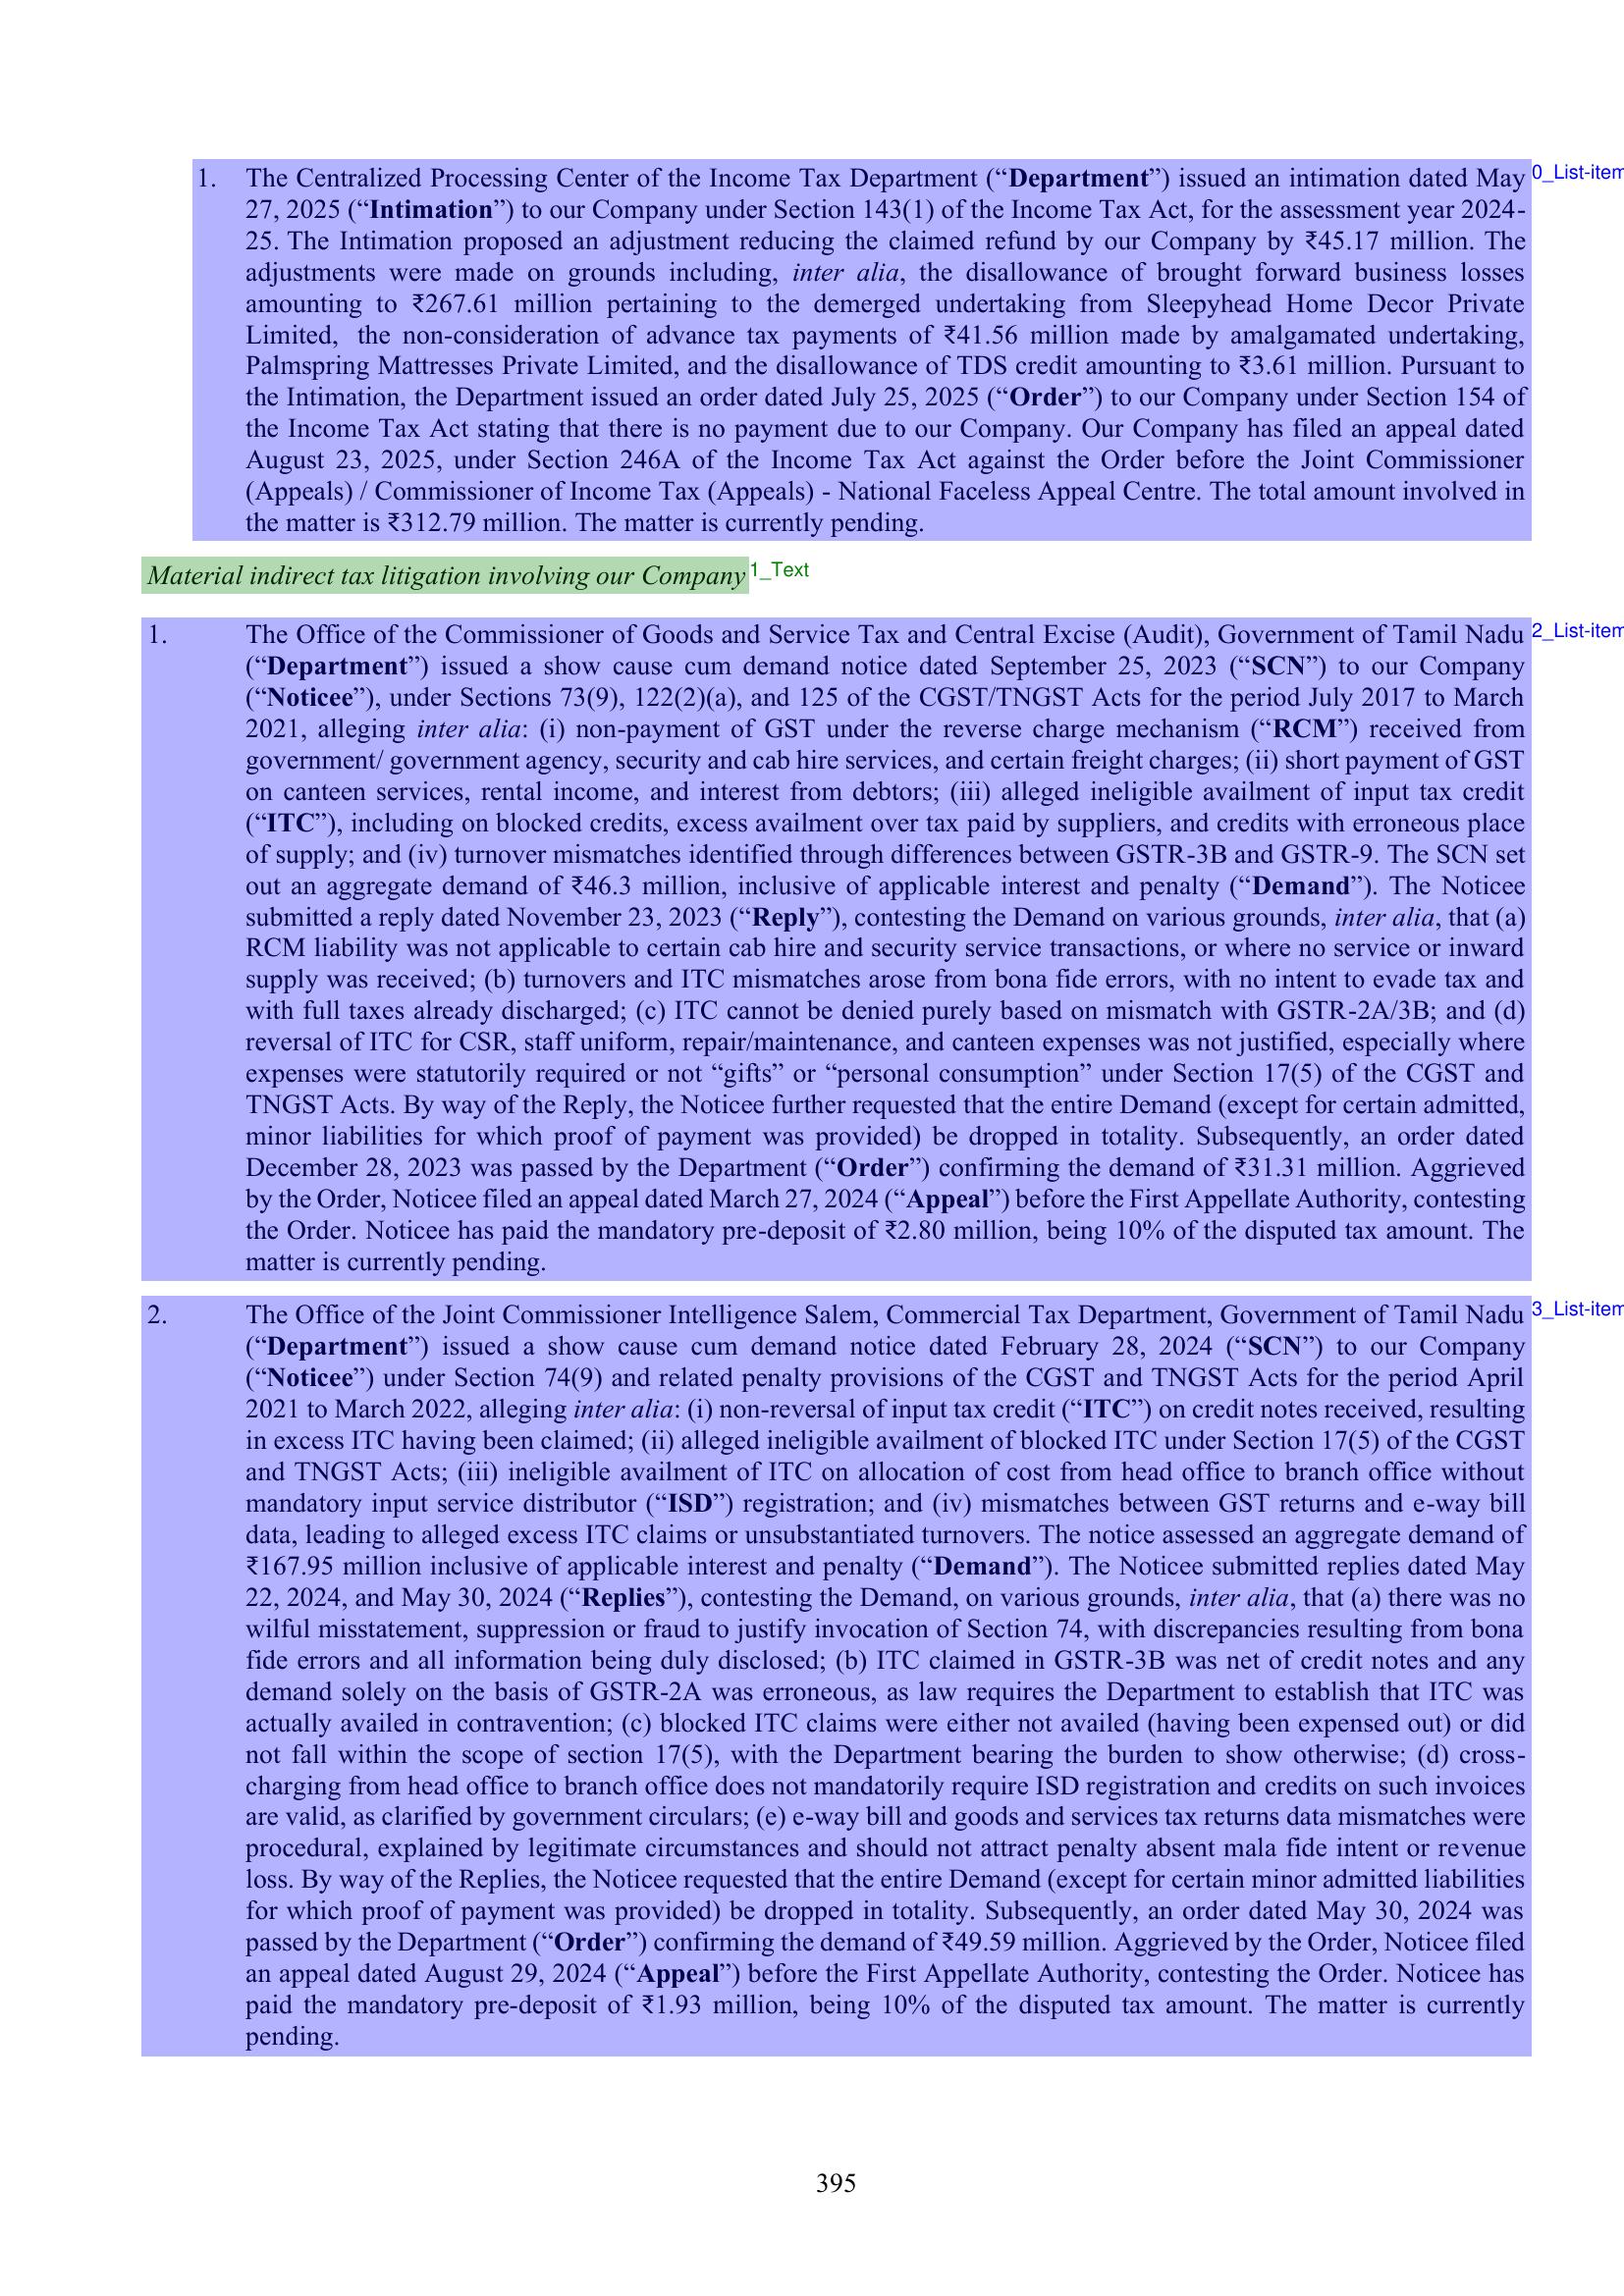 1. The Centralized Processing Center of the Income Tax Department (“Department”) issued an intimation dated May
0_List-item
27, 2025 (“Intimation”) to our Company under Section 143(1) of the Income Tax Act, for the assessment year 2024-
25. The Intimation proposed an adjustment reducing the claimed refund by our Company by ₹45.17 million. The
adjustments were made on grounds including, inter alia, the disallowance of brought forward business losses
amounting to ₹267.61 million pertaining to the demerged undertaking from Sleepyhead Home Decor Private
Limited, the non-consideration of advance tax payments of ₹41.56 million made by amalgamated undertaking,
Palmspring Mattresses Private Limited, and the disallowance of TDS credit amounting to ₹3.61 million. Pursuant to
the Intimation, the Department issued an order dated July 25, 2025 (“Order”) to our Company under Section 154 of
the Income Tax Act stating that there is no payment due to our Company. Our Company has filed an appeal dated
August 23, 2025, under Section 246A of the Income Tax Act against the Order before the Joint Commissioner
(Appeals) / Commissioner of Income Tax (Appeals) - National Faceless Appeal Centre. The total amount involved in
the matter is ₹312.79 million. The matter is currently pending.
Material indirect tax litigation involving our Company
1_Text
1. The Office of the Commissioner of Goods and Service Tax and Central Excise (Audit), Government of Tamil Nadu
2_List-item
(“Department”) issued a show cause cum demand notice dated September 25, 2023 (“SCN”) to our Company
(“Noticee”), under Sections 73(9), 122(2)(a), and 125 of the CGST/TNGST Acts for the period July 2017 to March
2021, alleging inter alia: (i) non-payment of GST under the reverse charge mechanism (“RCM”) received from
government/ government agency, security and cab hire services, and certain freight charges; (ii) short payment of GST
on canteen services, rental income, and interest from debtors; (iii) alleged ineligible availment of input tax credit
(“ITC”), including on blocked credits, excess availment over tax paid by suppliers, and credits with erroneous place
of supply; and (iv) turnover mismatches identified through differences between GSTR-3B and GSTR-9. The SCN set
out an aggregate demand of ₹46.3 million, inclusive of applicable interest and penalty (“Demand”). The Noticee
submitted a reply dated November 23, 2023 (“Reply”), contesting the Demand on various grounds, inter alia, that (a)
RCM liability was not applicable to certain cab hire and security service transactions, or where no service or inward
supply was received; (b) turnovers and ITC mismatches arose from bona fide errors, with no intent to evade tax and
with full taxes already discharged; (c) ITC cannot be denied purely based on mismatch with GSTR-2A/3B; and (d)
reversal of ITC for CSR, staff uniform, repair/maintenance, and canteen expenses was not justified, especially where
expenses were statutorily required or not “gifts” or “personal consumption” under Section 17(5) of the CGST and
TNGST Acts. By way of the Reply, the Noticee further requested that the entire Demand (except for certain admitted,
minor liabilities for which proof of payment was provided) be dropped in totality. Subsequently, an order dated
December 28, 2023 was passed by the Department (“Order”) confirming the demand of ₹31.31 million. Aggrieved
by the Order, Noticee filed an appeal dated March 27, 2024 (“Appeal”) before the First Appellate Authority, contesting
the Order. Noticee has paid the mandatory pre-deposit of ₹2.80 million, being 10% of the disputed tax amount. The
matter is currently pending.
2. The Office of the Joint Commissioner Intelligence Salem, Commercial Tax Department, Government of Tamil Nadu
3_List-item
(“Department”) issued a show cause cum demand notice dated February 28, 2024 (“SCN”) to our Company
(“Noticee”) under Section 74(9) and related penalty provisions of the CGST and TNGST Acts for the period April
2021 to March 2022, alleging inter alia: (i) non-reversal of input tax credit (“ITC”) on credit notes received, resulting
in excess ITC having been claimed; (ii) alleged ineligible availment of blocked ITC under Section 17(5) of the CGST
and TNGST Acts; (iii) ineligible availment of ITC on allocation of cost from head office to branch office without
mandatory input service distributor (“ISD”) registration; and (iv) mismatches between GST returns and e-way bill
data, leading to alleged excess ITC claims or unsubstantiated turnovers. The notice assessed an aggregate demand of
₹167.95 million inclusive of applicable interest and penalty (“Demand”). The Noticee submitted replies dated May
22, 2024, and May 30, 2024 (“Replies”), contesting the Demand, on various grounds, inter alia, that (a) there was no
wilful misstatement, suppression or fraud to justify invocation of Section 74, with discrepancies resulting from bona
fide errors and all information being duly disclosed; (b) ITC claimed in GSTR-3B was net of credit notes and any
demand solely on the basis of GSTR-2A was erroneous, as law requires the Department to establish that ITC was
actually availed in contravention; (c) blocked ITC claims were either not availed (having been expensed out) or did
not fall within the scope of section 17(5), with the Department bearing the burden to show otherwise; (d) cross-
charging from head office to branch office does not mandatorily require ISD registration and credits on such invoices
are valid, as clarified by government circulars; (e) e-way bill and goods and services tax returns data mismatches were
procedural, explained by legitimate circumstances and should not attract penalty absent mala fide intent or revenue
loss. By way of the Replies, the Noticee requested that the entire Demand (except for certain minor admitted liabilities
for which proof of payment was provided) be dropped in totality. Subsequently, an order dated May 30, 2024 was
passed by the Department (“Order”) confirming the demand of ₹49.59 million. Aggrieved by the Order, Noticee filed
an appeal dated August 29, 2024 (“Appeal”) before the First Appellate Authority, contesting the Order. Noticee has
paid the mandatory pre-deposit of ₹1.93 million, being 10% of the disputed tax amount. The matter is currently
pending.
395